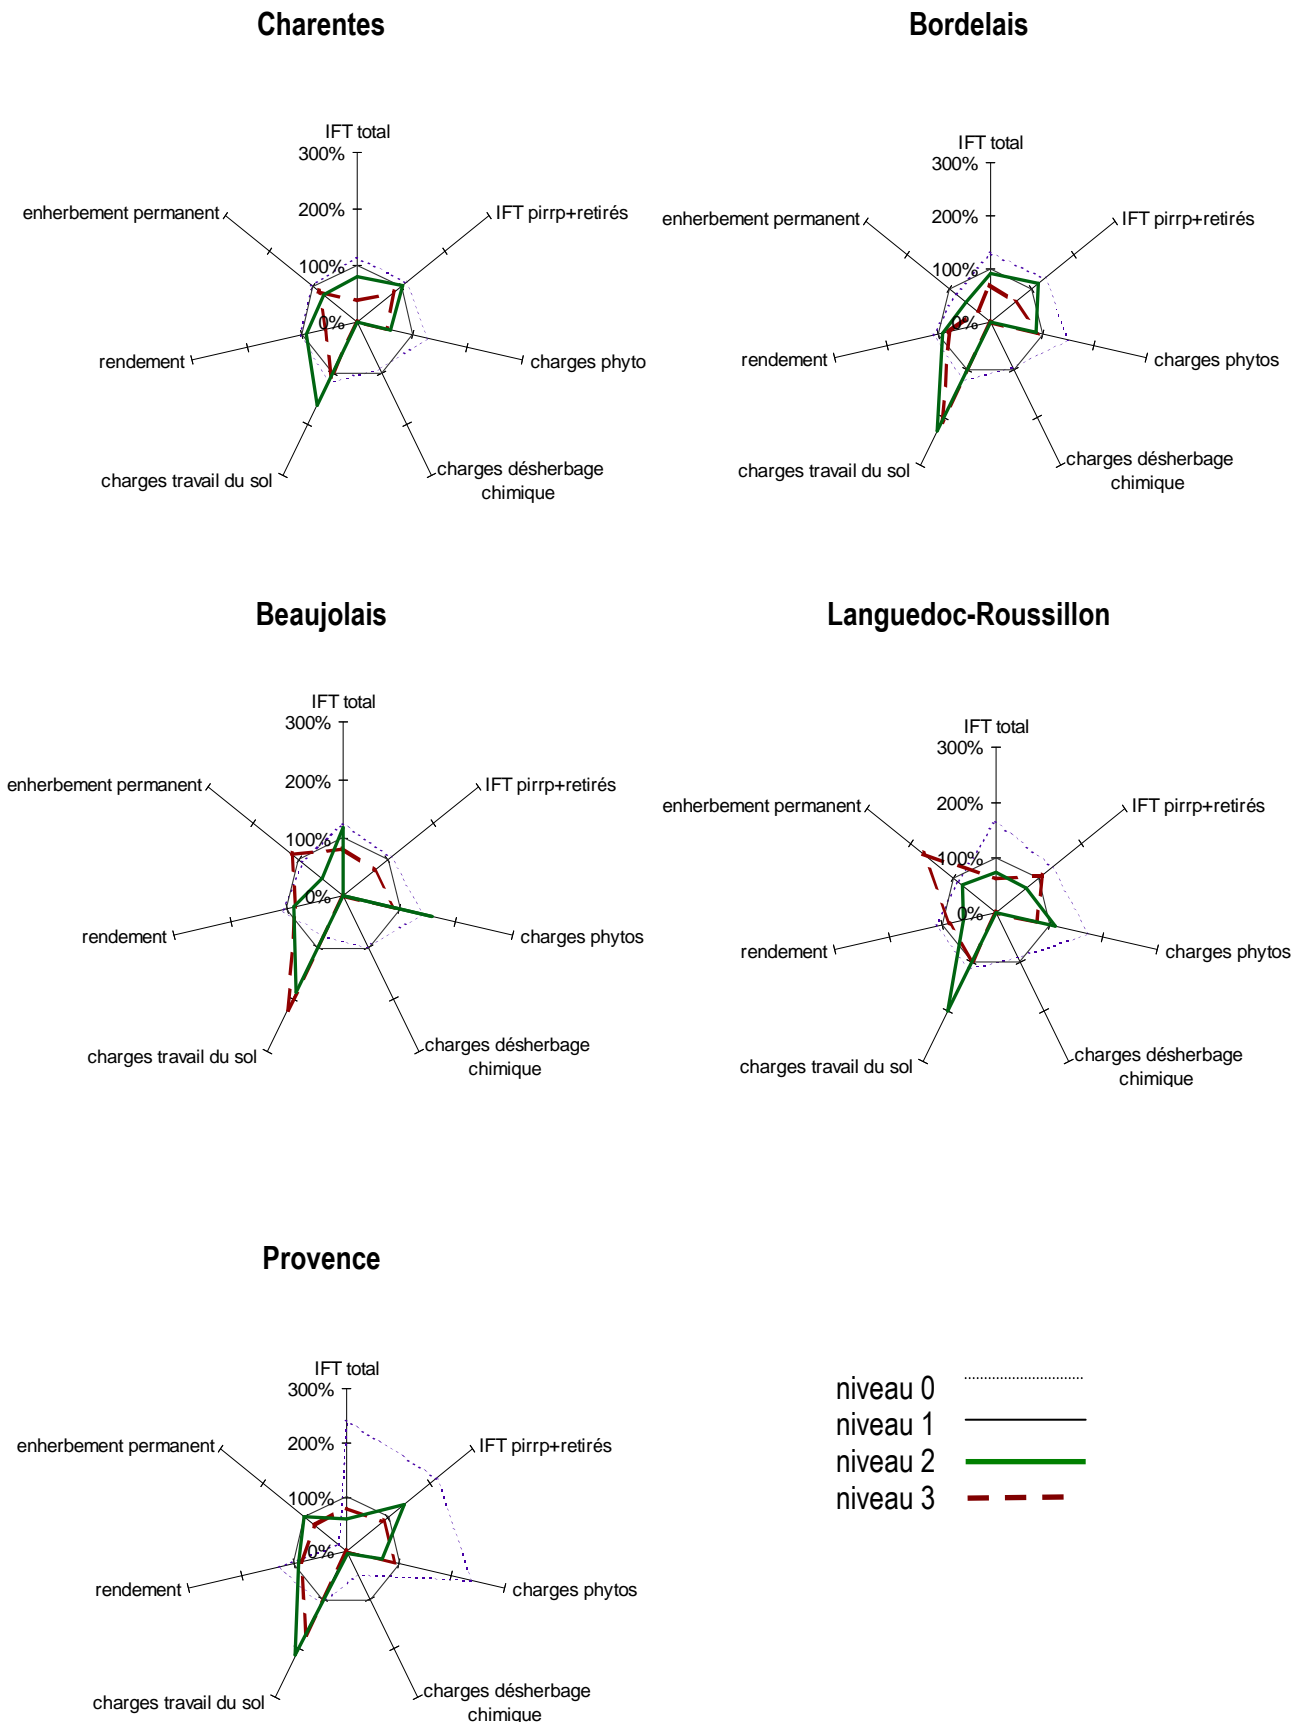 Charentes
IFT total
300%
200%
100%
0%
enherbement permanent
IFT pirrp+retirés
rendement
charges phyto
charges travail du sol
charges désherbage
chimique
Bordelais
IFT total
300%
200%
100%
0%
enherbement permanent
IFT pirrp+retirés
rendement
charges phytos
charges travail du sol
charges désherbage
chimique
Beaujolais
IFT total
300%
200%
100%
0%
enherbement permanent
IFT pirrp+retirés
rendement
charges phytos
charges travail du sol
charges désherbage
chimique
Languedoc-Roussillon
IFT total
300%
200%
100%
0%
enherbement permanent
IFT pirrp+retirés
rendement
charges phytos
charges travail du sol
charges désherbage
chimique
Provence
IFT total
300%
200%
100%
0%
enherbement permanent
IFT pirrp+retirés
rendement
charges phytos
charges travail du sol
charges désherbage
chimique
niveau 0
niveau 1
niveau 2
niveau 3